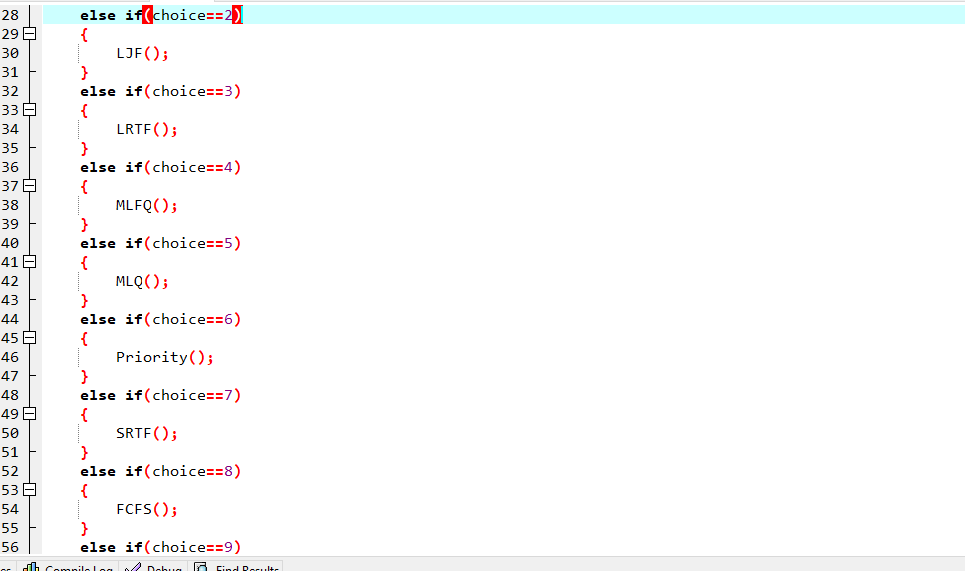 28 else if(choice==2)
29 {
30 LJF();
31 }
32 else if(choice==3)
33 {
34 LRTF();
35 }
36 else if(choice==4)
37 {
38 MLFQ();
39 }
40 else if(choice==5)
41 {
42 MLQ();
43 }
44 else if(choice==6)
45 {
46 Priority();
47 }
48 else if(choice==7)
49 {
50 SRTF();
51 }
52 else if(choice==8)
53 {
54 FCFS();
55 }
56 else if(choice==9)
es Compile Log Debug Find Results